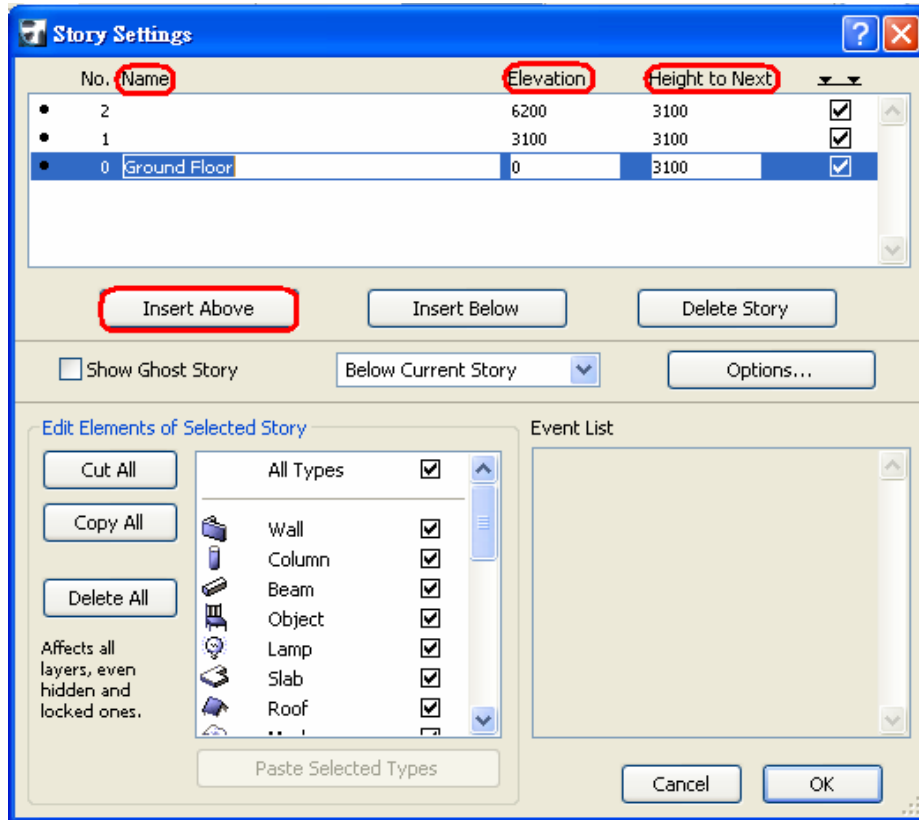 Story Settings
No. Name Elevation Height to Next
2 6200 3100
1 3100 3100
0 Ground Floor 0 3100
Insert Above Insert Below Delete Story
Show Ghost Story Below Current Story Options...
Edit Elements of Selected Story
Event List
Cut All
All Types
Copy All
Wall
Column
Delete All
Beam
Object
Affects all
layers, even
hidden and
locked ones.
Lamp
Slab
Roof
Paste Selected Types
Cancel OK